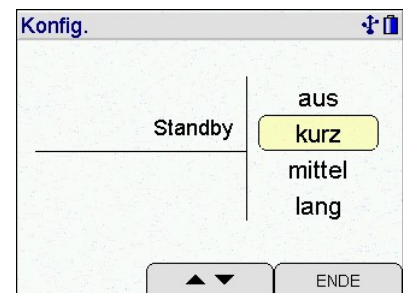 Konfig.
aus
Standby
kurz
mittel
lang
ENDE